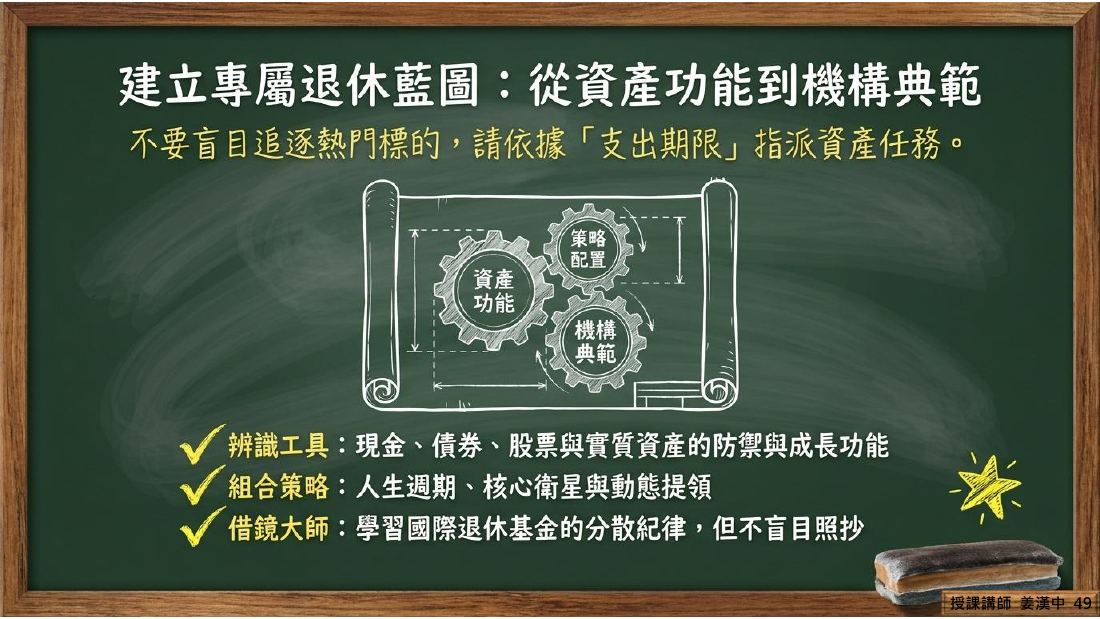 建立專屬退休藍圖：從資產功能到機構典範
不要盲目追逐熱門標的，請依據「支出期限」指派資產任務。
資產
功能
策略
配置
機構
典範
辨識工具：現金、債券、股票與實質資產的防禦與成長功能
組合策略：人生週期、核心衛星與動態提領
借鏡大師：學習國際退休基金的分散紀律，但不盲目照抄
授課講師 姜漢中 49